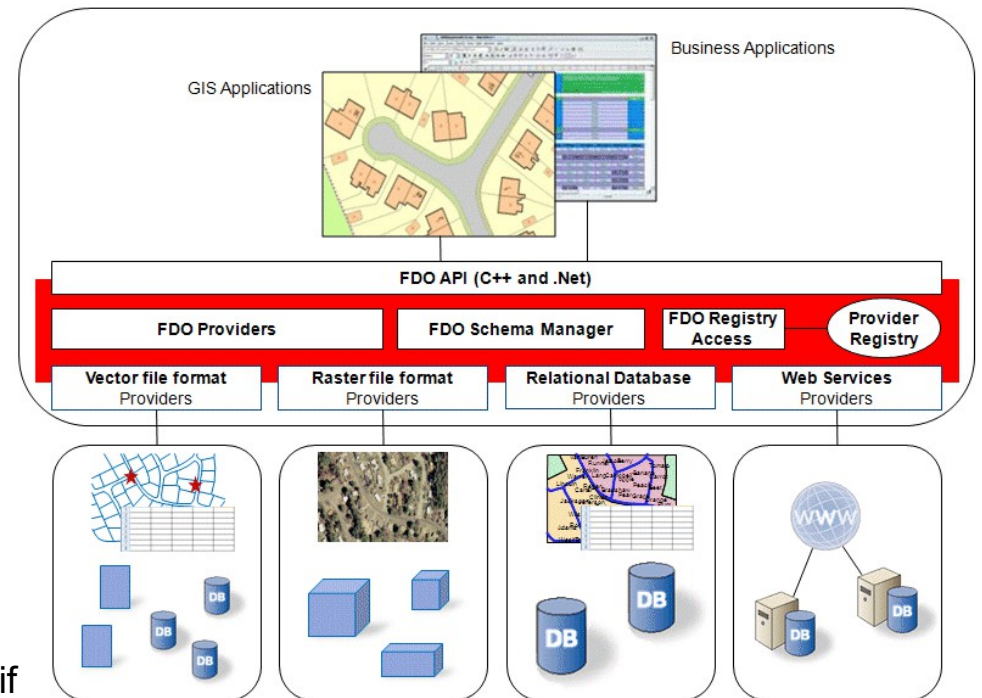 Business Applications
GIS Applications
FDO API (C++ and .Net)
FDO Providers
FDO Schema Manager
FDO Registry
Access
Provider
Registry
Vector file format
Providers
Raster file format
Providers
Relational Database
Providers
Web Services
Providers
WWW
DB
DB
DB
DB
DB
DB
DB
if